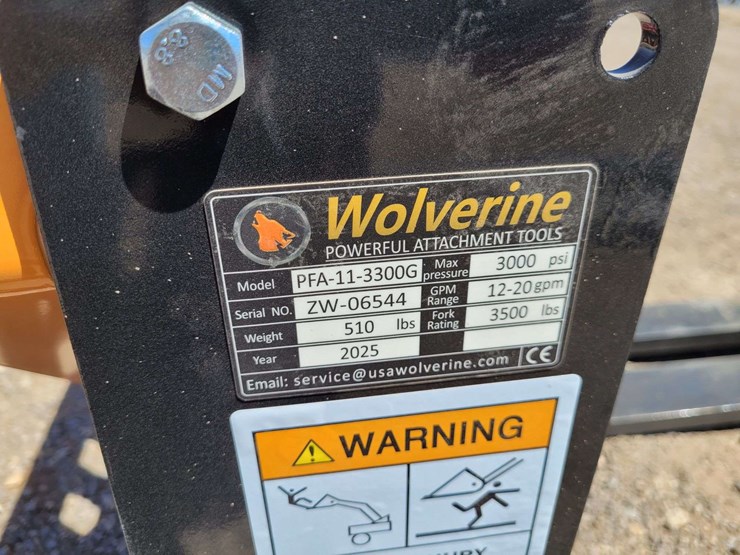 8.8
MD
Wolverine
POWERFUL ATTACHMENT TOOLS
Model PFA-11-3300G Max pressure 3000 psi
Serial NO. ZW-06544 GPM Range 12-20 gpm
Weight 510 lbs Fork Rating 3500 lbs
Year 2025
Email: service@usawolverine.com CE
WARNING